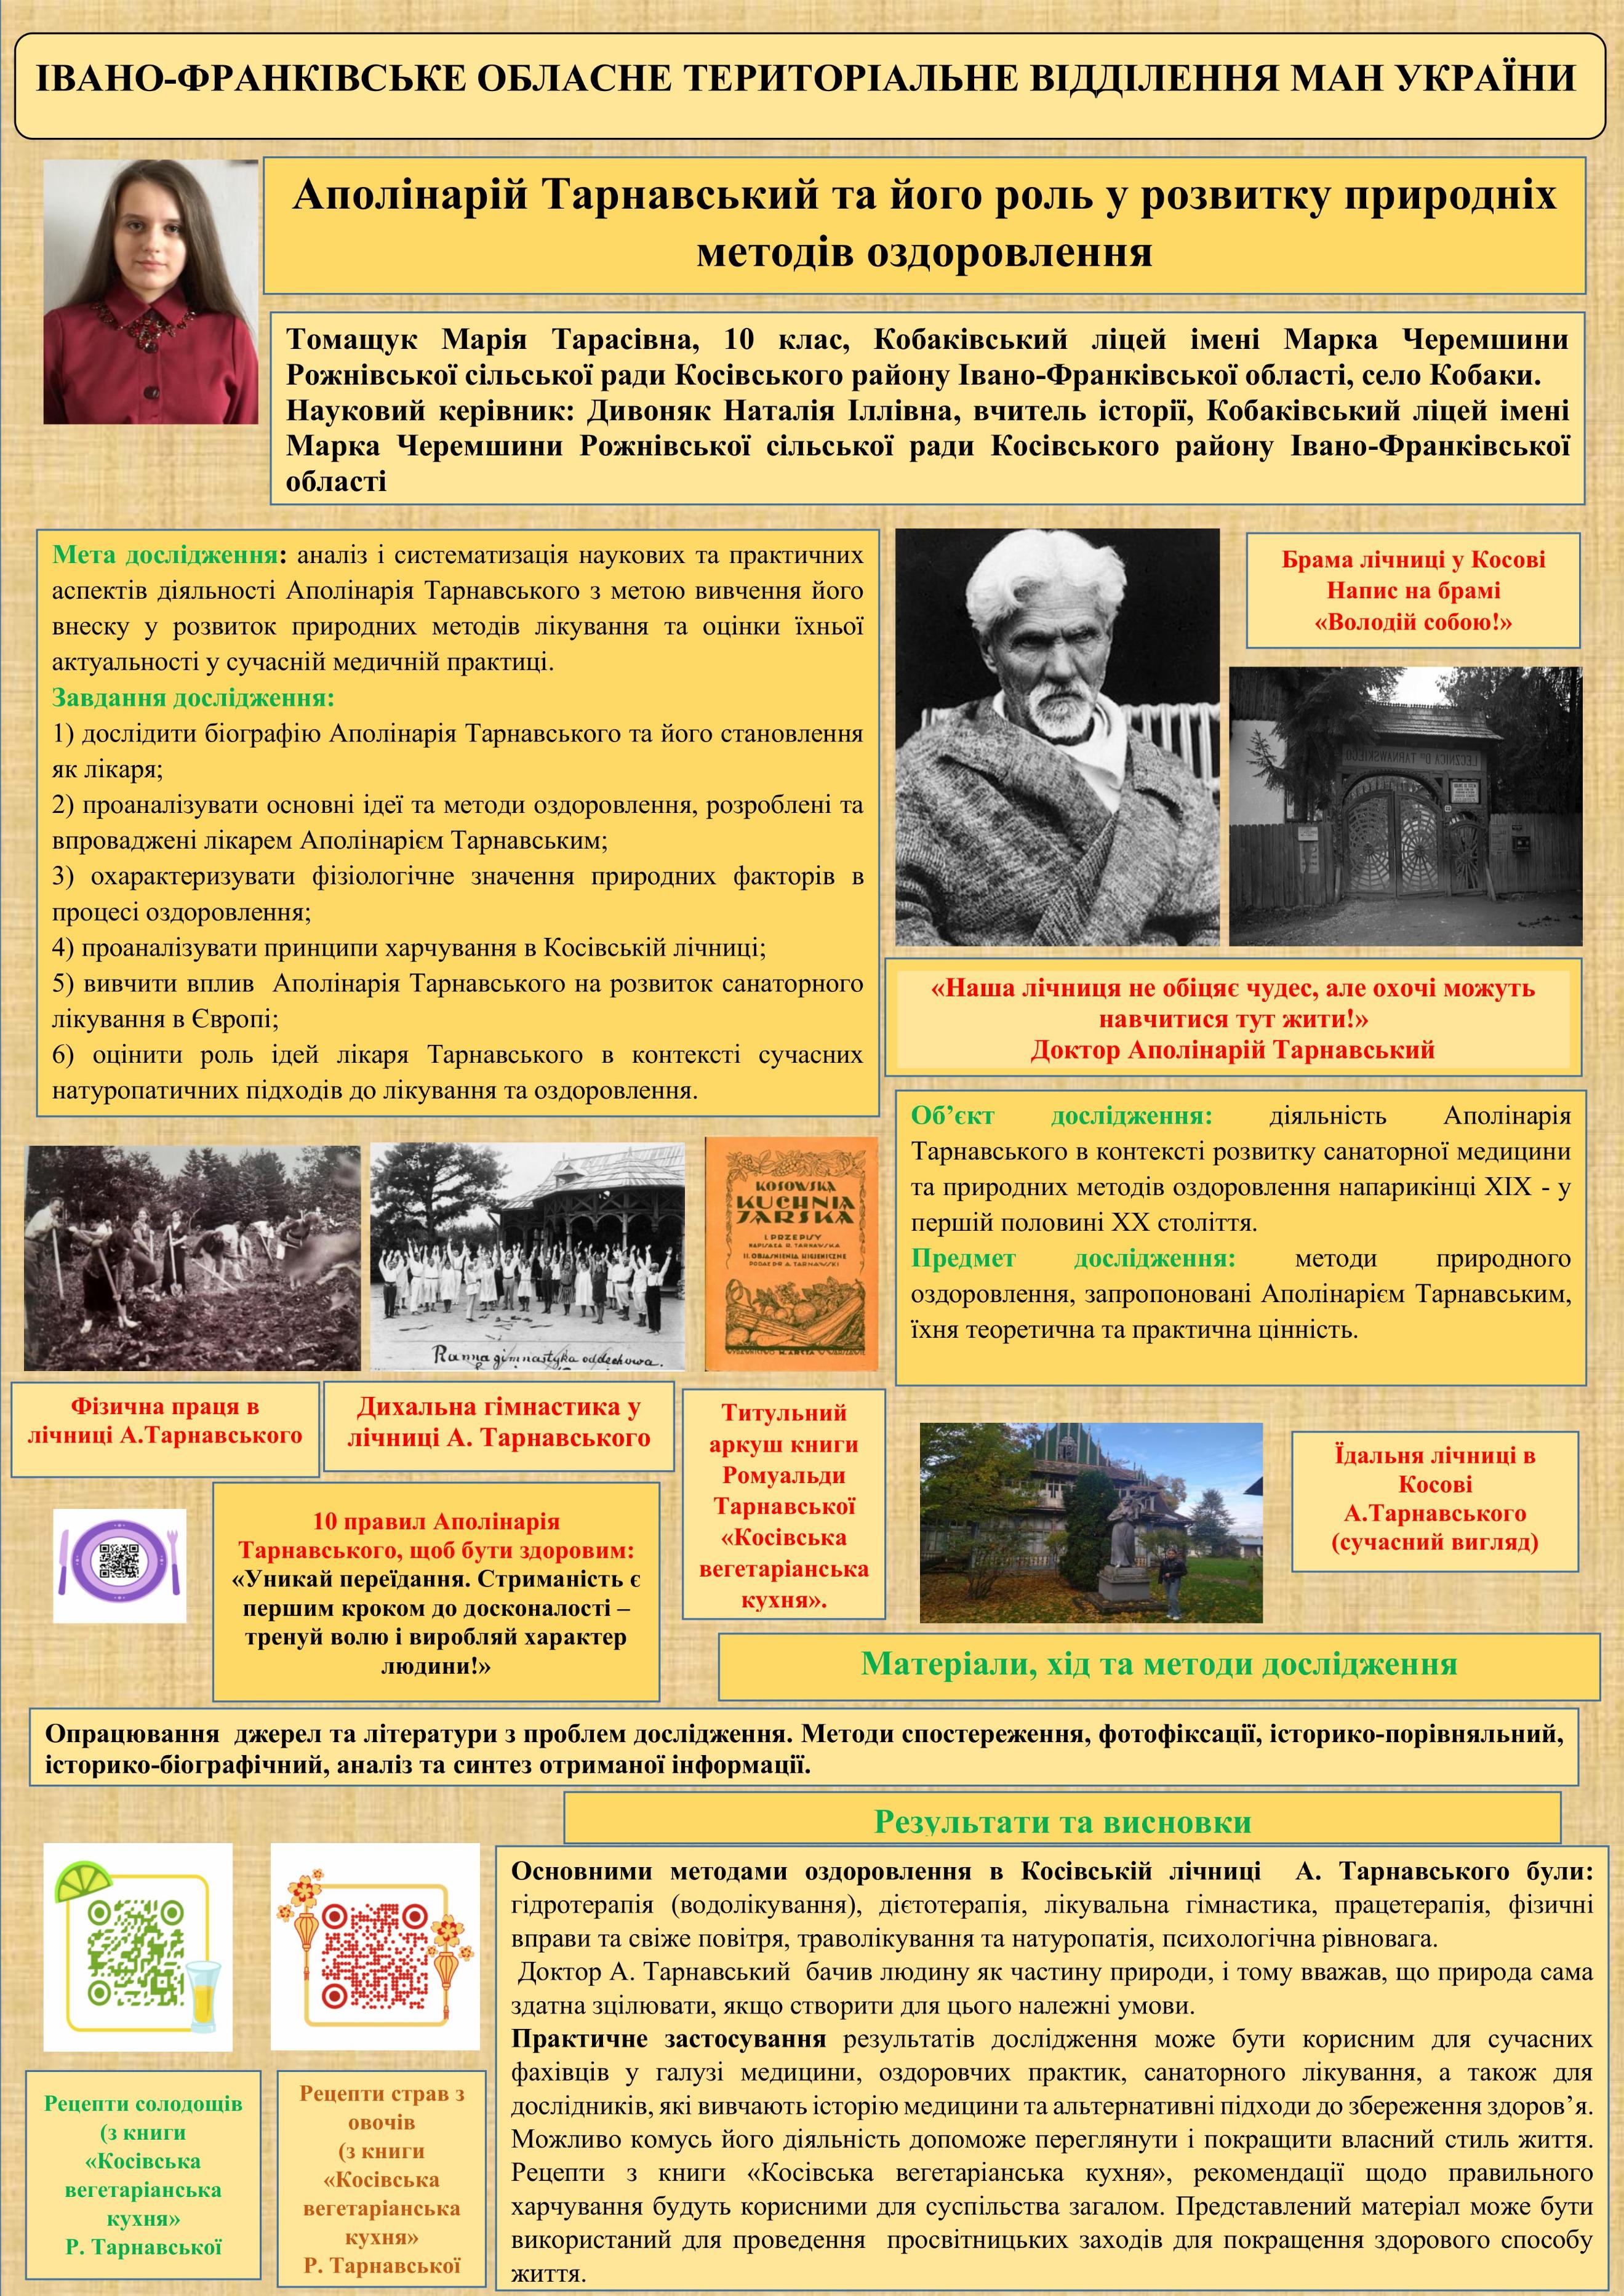 ІВАНО-ФРАНКІВСЬКЕ ОБЛАСНЕ ТЕРИТОРІАЛЬНЕ ВІДДІЛЕННЯ МАН УКРАЇНИ
Аполінарій Тарнавський та його роль у розвитку природніх
методів оздоровлення
Томащук Марія Тарасівна, 10 клас, Кобаківський ліцей імені Марка Черемшини
Рожнівської сільської ради Косівського району Івано-Франківської області, село Кобаки.
Науковий керівник: Дивоняк Наталія Іллівна, вчитель історії, Кобаківський ліцей імені
Марка Черемшини Рожнівської сільської ради Косівського району Івано-Франківської
області
Мета дослідження: аналіз і систематизація наукових та практичних
аспектів діяльності Аполінарія Тарнавського з метою вивчення його
внеску у розвиток природних методів лікування та оцінки їхньої
актуальності у сучасній медичній практиці.
Завдання дослідження:
1) дослідити біографію Аполінарія Тарнавського та його становлення
як лікаря;
2) проаналізувати основні ідеї та методи оздоровлення, розроблені та
впроваджені лікарем Аполінарієм Тарнавським;
3) охарактеризувати фізіологічне значення природних факторів в
процесі оздоровлення;
4) проаналізувати принципи харчування в Косівській лічниці;
5) вивчити вплив Аполінарія Тарнавського на розвиток санаторного
лікування в Європі;
6) оцінити роль ідей лікаря Тарнавського в контексті сучасних
натуропатичних підходів до лікування та оздоровлення.
Брама лічниці у Косові
Напис на брамі
«Володій собою!»
LECZNICA DRA TARNAWSKIEGO
«Наша лічниця не обіцяє чудес, але охочі можуть
навчитися тут жити!»
Доктор Аполінарій Тарнавський
Об’єкт дослідження: діяльність Аполінарія
Тарнавського в контексті розвитку санаторної медицини
та природних методів оздоровлення напарикінці ХІХ - у
першій половині ХХ століття.
Предмет дослідження: методи природного
оздоровлення, запропоновані Аполінарієм Тарнавським,
їхня теоретична та практична цінність.
Ranna gimnastyka oddechowa.
KOSOWSKA
KUCHNIA
JARSKA
I. PRZEPISY
NAPISAŁA R. TARNAWSKA
II. OBJAŚNIENIA HIGIENICZNE
PODAŁ DR A. TARNAWSKI
Фізична праця в
лічниці А.Тарнавського
Дихальна гімнастика у
лічниці А. Тарнавського
Титульний
аркуш книги
Ромуальди
Тарнавської
«Косівська
вегетаріанська
кухня».
Їдальня лічниці в
Косові
А.Тарнавського
(сучасний вигляд)
10 правил Аполінарія
Тарнавського, щоб бути здоровим:
«Уникай переїдання. Стриманість є
першим кроком до досконалості –
тренуй волю і виробляй характер
людини!»
Матеріали, хід та методи дослідження
Опрацювання джерел та літератури з проблем дослідження. Методи спостереження, фотофіксації, історико-порівняльний,
історико-біографічний, аналіз та синтез отриманої інформації.
Результати та висновки
Основними методами оздоровлення в Косівській лічниці А. Тарнавського були:
гідротерапія (водолікування), дієтотерапія, лікувальна гімнастика, працетерапія, фізичні
вправи та свіже повітря, траволікування та натуропатія, психологічна рівновага.
Доктор А. Тарнавський бачив людину як частину природи, і тому вважав, що природа сама
здатна зцілювати, якщо створити для цього належні умови.
Практичне застосування результатів дослідження може бути корисним для сучасних
фахівців у галузі медицини, оздоровчих практик, санаторного лікування, а також для
дослідників, які вивчають історію медицини та альтернативні підходи до збереження здоров’я.
Можливо комусь його діяльність допоможе переглянути і покращити власний стиль життя.
Рецепти з книги «Косівська вегетаріанська кухня», рекомендації щодо правильного
харчування будуть корисними для суспільства загалом. Представлений матеріал може бути
використаний для проведення просвітницьких заходів для покращення здорового способу
життя.
Рецепти солодощів
(з книги
«Косівська
вегетаріанська
кухня»
Р. Тарнавської
Рецепти страв з
овочів
(з книги
«Косівська
вегетаріанська
кухня»
Р. Тарнавської